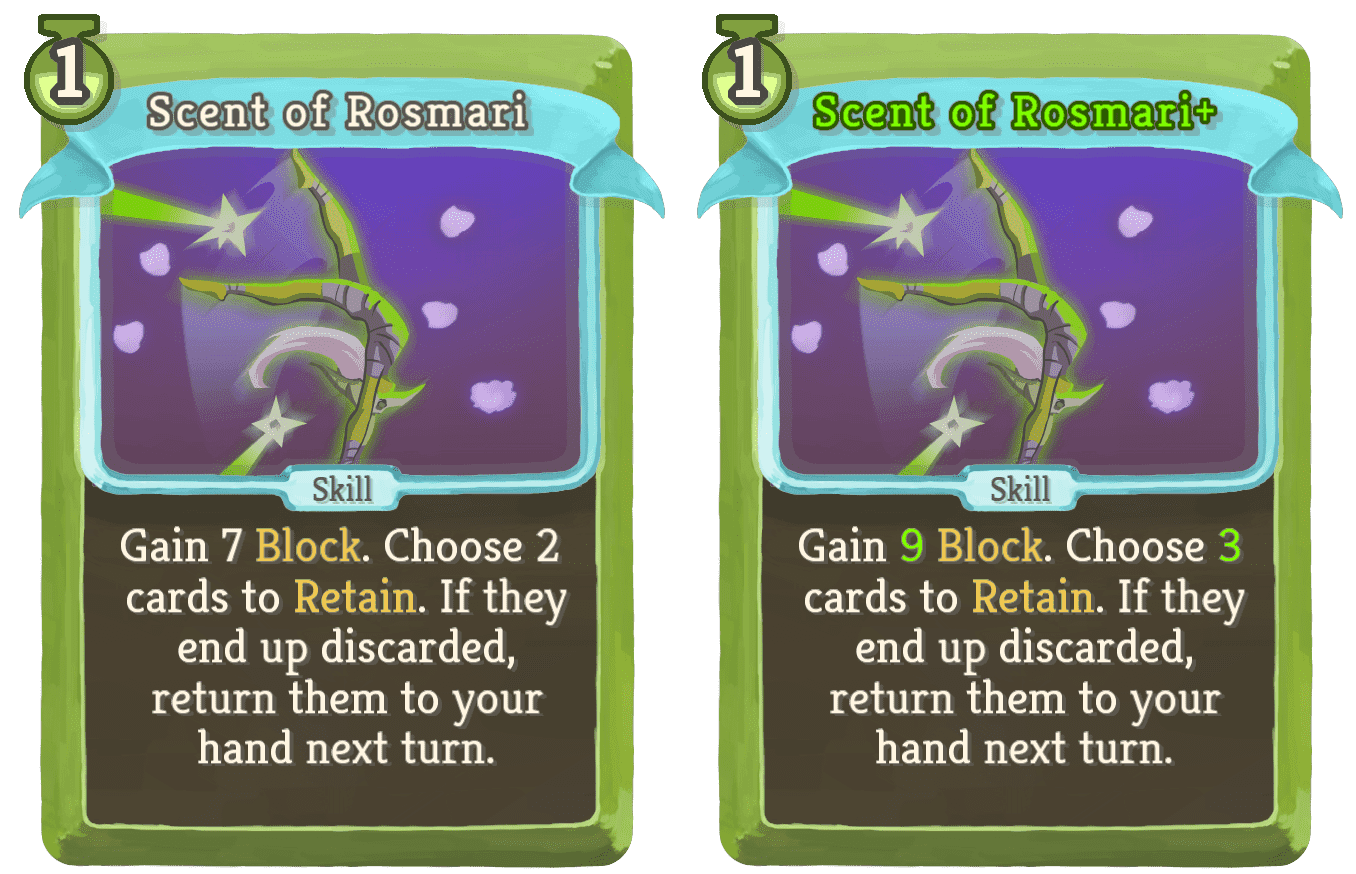 1
Scent of Rosmari
Skill
Gain 7 Block. Choose 2
cards to Retain. If they
end up discarded,
return them to your
hand next turn.
1
Scent of Rosmari+
Skill
Gain 9 Block. Choose 3
cards to Retain. If they
end up discarded,
return them to your
hand next turn.